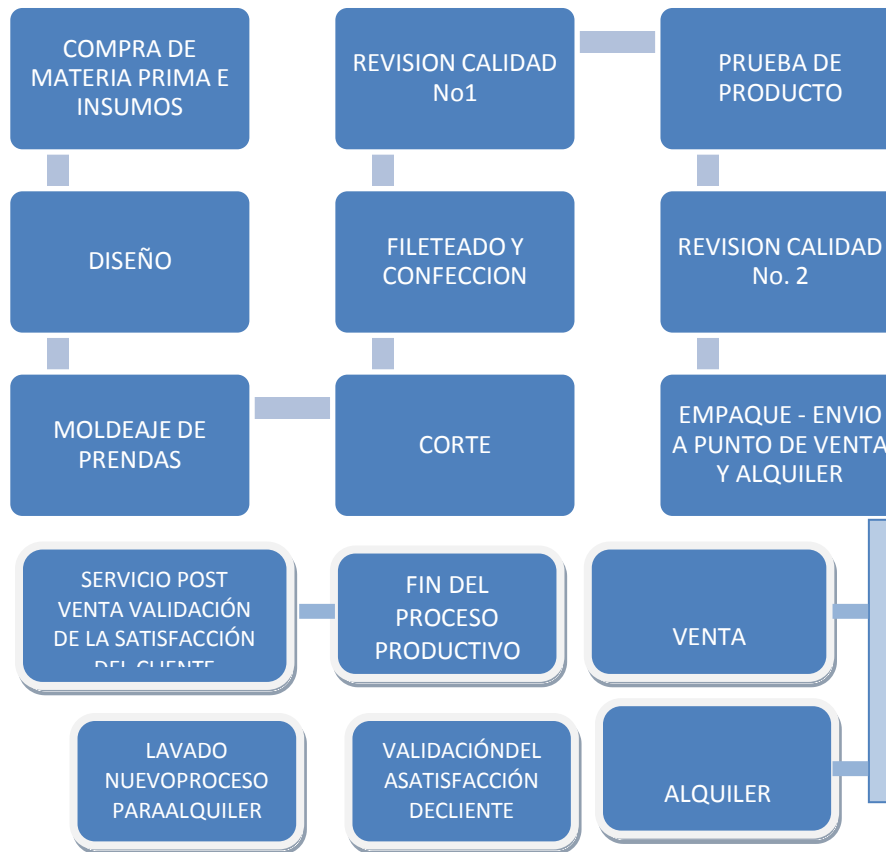 COMPRA DE
MATERIA PRIMA E
INSUMOS
REVISION CALIDAD
No1
PRUEBA DE
PRODUCTO
DISEÑO
FILETEADO Y
CONFECCION
REVISION CALIDAD
No. 2
MOLDEAJE DE
PRENDAS
CORTE
EMPAQUE - ENVIO
A PUNTO DE VENTA
Y ALQUILER
SERVICIO POST
VENTA VALIDACIÓN
DE LA SATISFACCIÓN
DEL CLIENTE
FIN DEL
PROCESO
PRODUCTIVO
VENTA
LAVADO
NUEVOPROCESO
PARAALQUILER
VALIDACIÓNDEL
ASATISFACCIÓN
DECLIENTE
ALQUILER